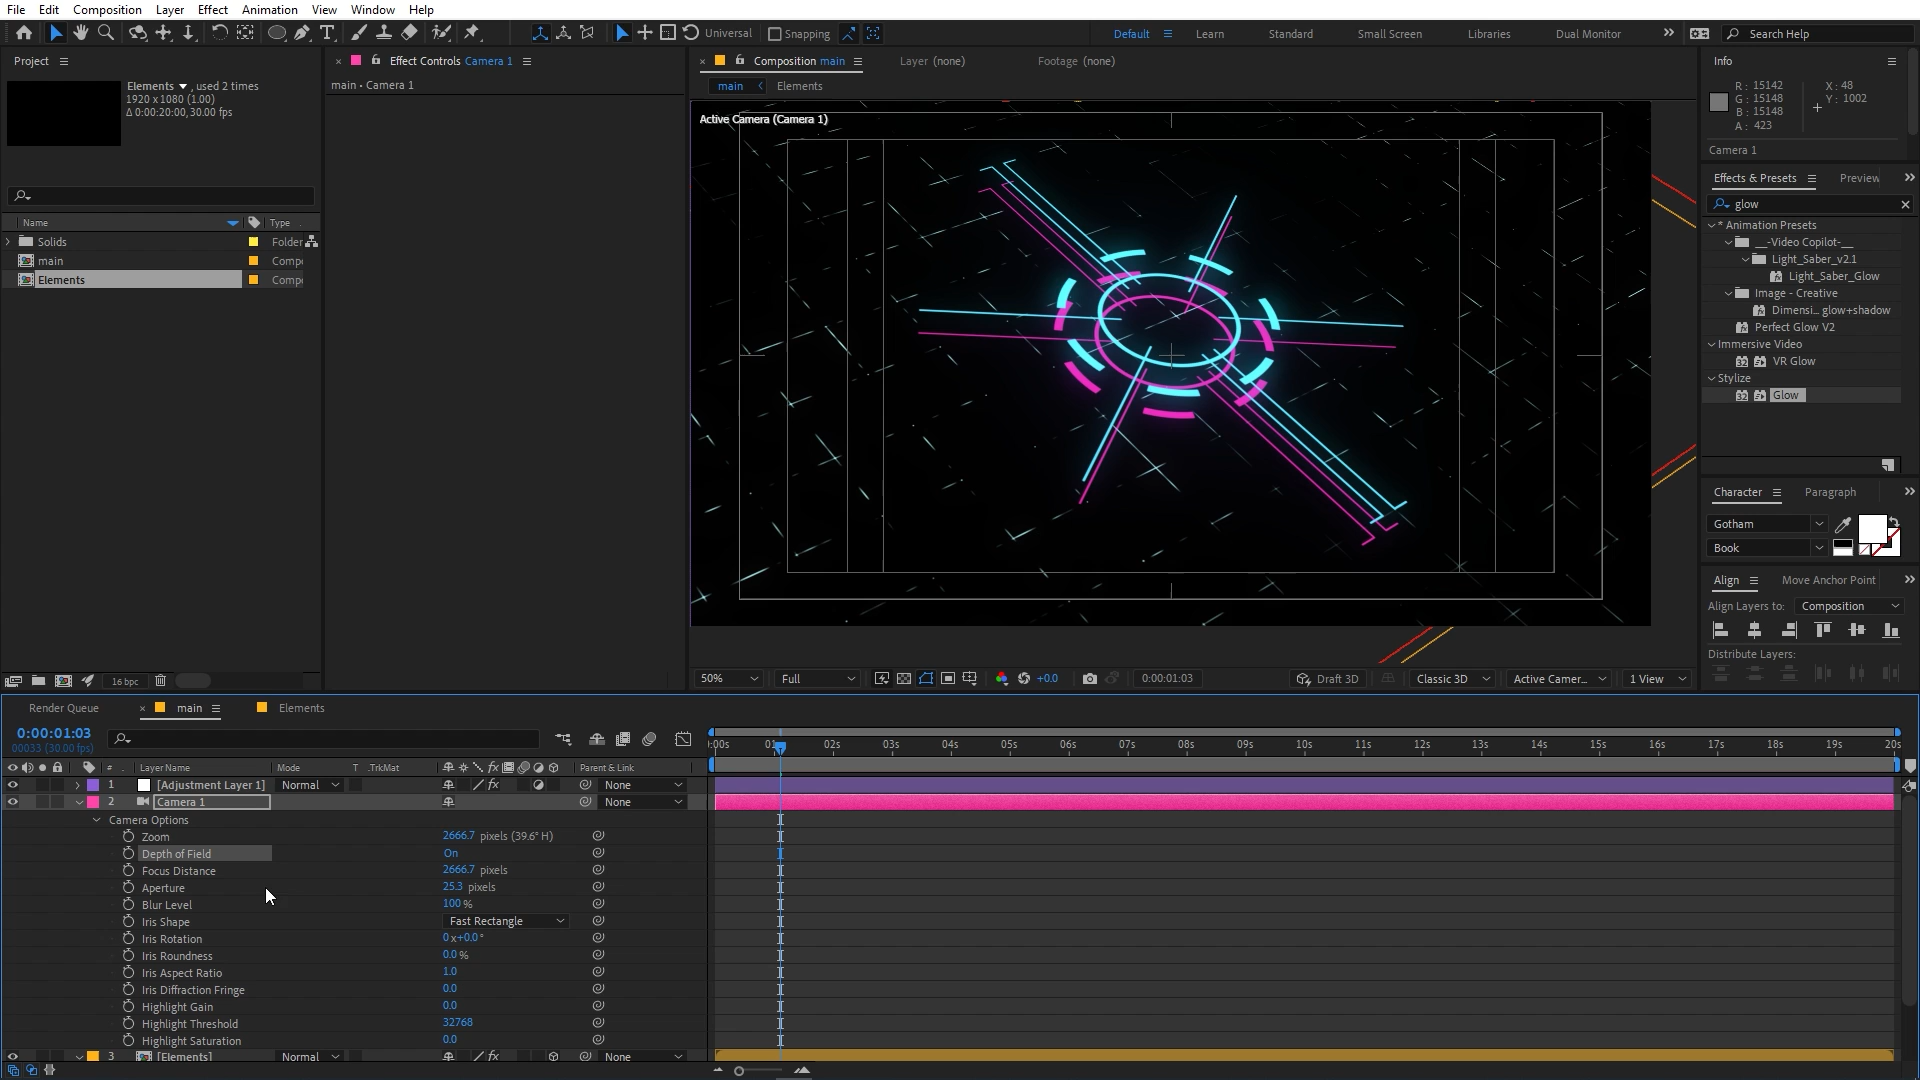 File Edit Composition Layer Effect Animation View Window Help
Universal Snapping Default Learn Standard Small Screen Libraries Dual Monitor Search Help
Project
Elements , used 2 times
1920 x 1080 (1.00)
Δ 0:00:20:00, 30.00 fps
Name Type
Solids Folder
main Comp
Elements Comp
16 bpc
Effect Controls Camera 1
main • Camera 1
Composition main Layer (none) Footage (none)
main Elements
Active Camera (Camera 1)
50% Full +0.0 0:00:01:03 Draft 3D Classic 3D Active Camer... 1 View
Info
R : 15142
G : 15148
B : 15148
A : 423
X : 48
Y : 1002
Camera 1
Effects & Presets Preview
glow
* Animation Presets
__-Video Copilot-__
Light_Saber_v2.1
Light_Saber_Glow
Image - Creative
Dimensi... glow+shadow
Perfect Glow V2
Immersive Video
32 VR Glow
Stylize
32 Glow
Character Paragraph
Gotham
Book
Align Move Anchor Point
Align Layers to: Composition
Distribute Layers:
Render Queue main Elements
0:00:01:03
00033 (30.00 fps)
:00s 01 02s 03s 04s 05s 06s 07s 08s 09s 10s 11s 12s 13s 14s 15s 16s 17s 18s 19s 20s
# Layer Name Mode T .TrkMat fx Parent & Link
1 [Adjustment Layer 1] Normal fx None
2 Camera 1 None
Camera Options
Zoom 2666.7 pixels (39.6° H)
Depth of Field On
Focus Distance 2666.7 pixels
Aperture 25.3 pixels
Blur Level 100 %
Iris Shape Fast Rectangle
Iris Rotation 0 x+0.0 °
Iris Roundness 0.0 %
Iris Aspect Ratio 1.0
Iris Diffraction Fringe 0.0
Highlight Gain 0.0
Highlight Threshold 32768
Highlight Saturation 0.0
3 [Elements] Normal fx None